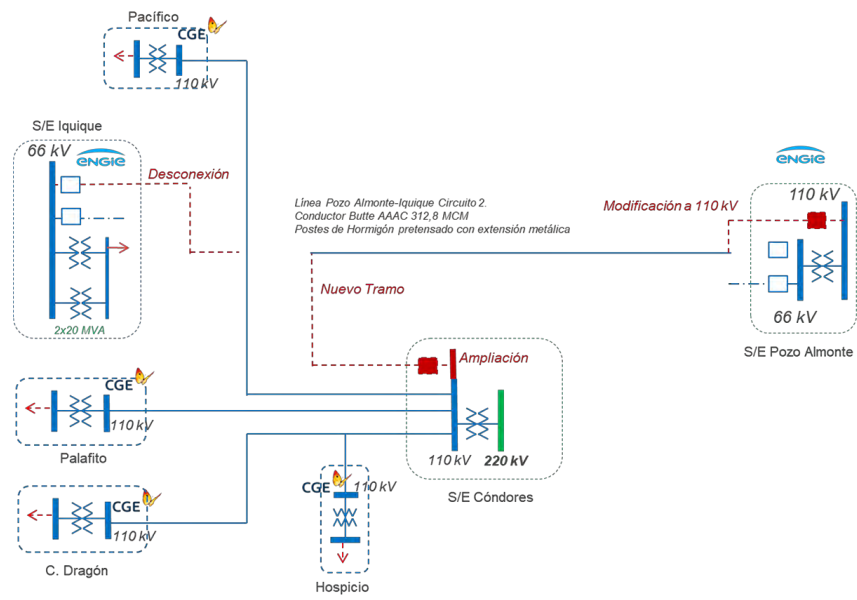 Pacífico
CGE
110 kV
S/E Iquique
66 kV
ENGIE
Desconexión
2x20 MVA
Línea Pozo Almonte-Iquique Circuito 2.
Conductor Butte AAAC 312,8 MCM
Postes de Hormigón pretensado con extensión metálica
Nuevo Tramo
ENGIE
Modificación a 110 kV
110 kV
66 kV
S/E Pozo Almonte
Ampliación
110 kV
220 kV
S/E Cóndores
CGE
110 kV
Palafito
CGE
110 kV
C. Dragón
CGE
110 kV
Hospicio